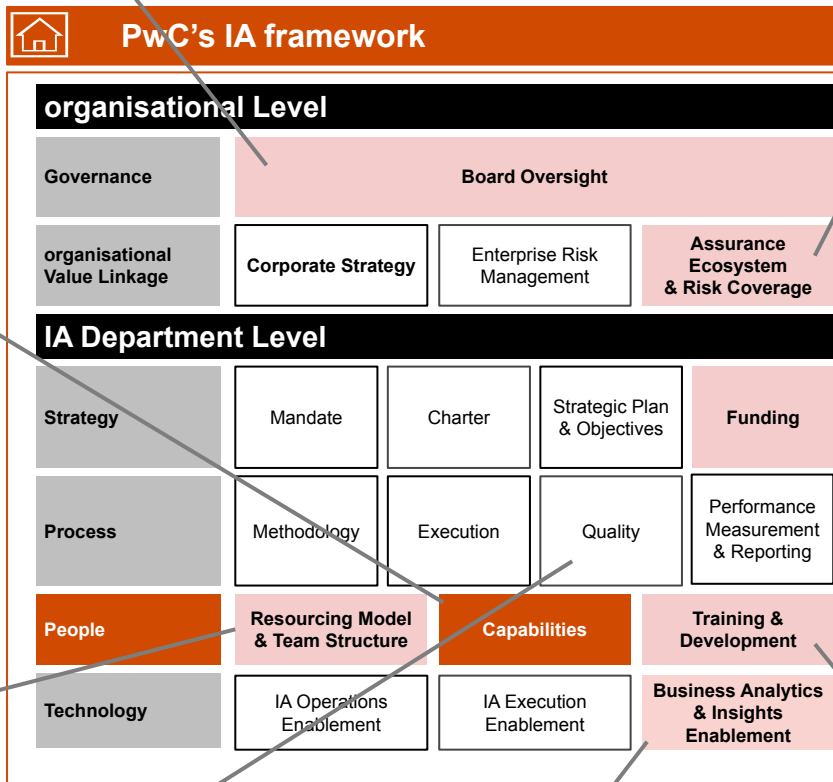 PwC's IA framework
organisational Level
Governance
Board Oversight
organisational
Value Linkage
Corporate Strategy
Enterprise Risk
Management
Assurance
Ecosystem
& Risk Coverage
IA Department Level
Strategy
Mandate
Charter
Strategic Plan
& Objectives
Funding
Process
Methodology
Execution
Quality
Performance
Measurement
& Reporting
People
Resourcing Model
& Team Structure
Capabilities
Training &
Development
Technology
IA Operations
Enablement
IA Execution
Enablement
Business Analytics
& Insights
Enablement